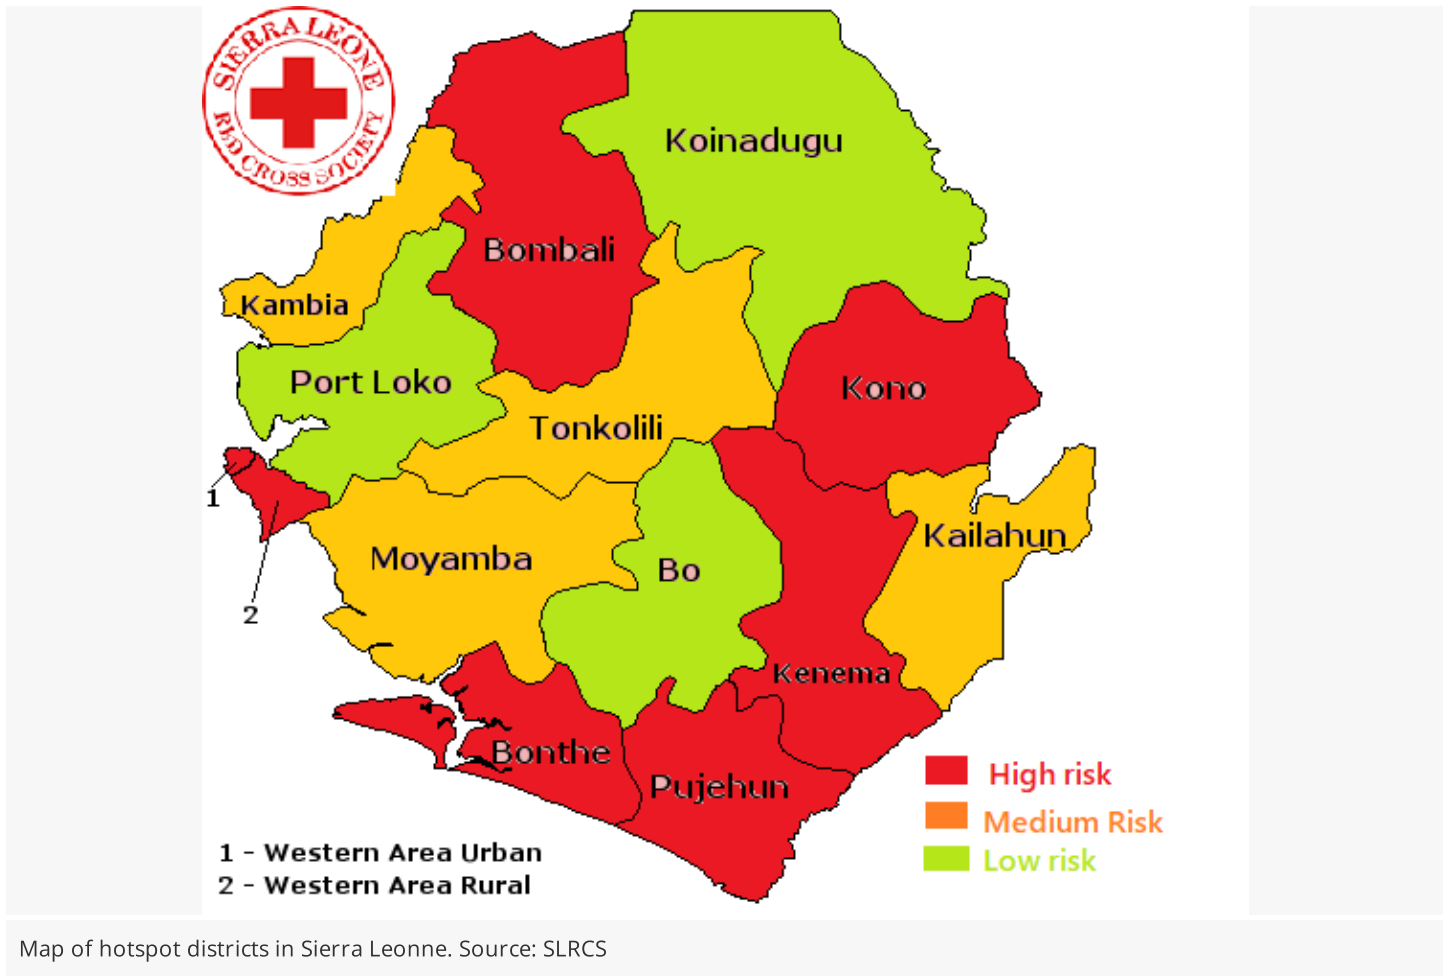 SIERRA LEONE
RED CROSS SOCIETY
Koinadugu
Bombali
Kambia
Port Loko
Kono
Tonkolili
1
Kailahun
Moyamba
Bo
2
Kenema
Bonthe
Pujehun
High risk
Medium Risk
Low risk
1 - Western Area Urban
2 - Western Area Rural
Map of hotspot districts in Sierra Leonne. Source: SLRCS